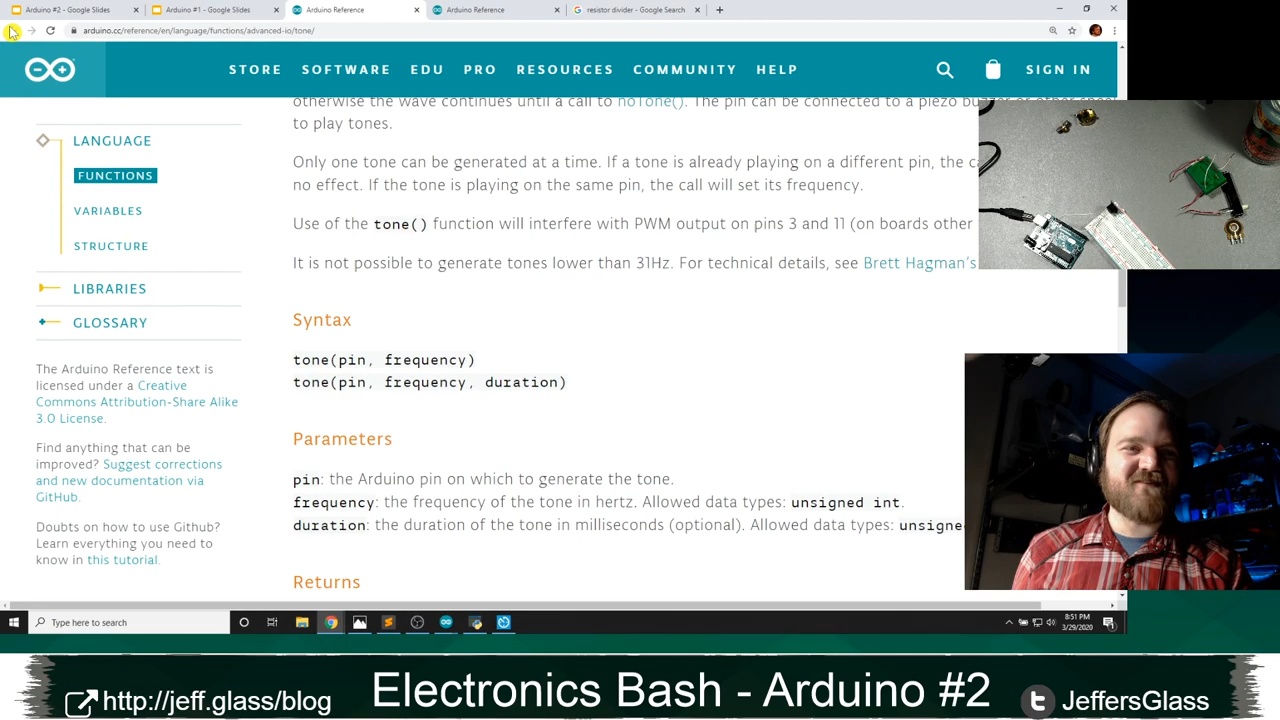 Arduino #2 - Google Slides
Arduino #1 - Google Slides
Arduino Reference
Arduino Reference
resistor divider - Google Search
arduino.cc/reference/en/language/functions/advanced-io/tone/
STORE SOFTWARE EDU PRO RESOURCES COMMUNITY HELP
SIGN IN
LANGUAGE
FUNCTIONS
VARIABLES
STRUCTURE
LIBRARIES
GLOSSARY
The Arduino Reference text is
licensed under a Creative
Commons Attribution-Share Alike
3.0 License.
Find anything that can be
improved? Suggest corrections
and new documentation via
GitHub.
Doubts on how to use Github?
Learn everything you need to
know in this tutorial.
otherwise the wave continues until a call to noTone(). The pin can be connected to a piezo
to play tones.
Only one tone can be generated at a time. If a tone is already playing on a different pin, the
no effect. If the tone is playing on the same pin, the call will set its frequency.
Use of the tone() function will interfere with PWM output on pins 3 and 11 (on boards other
It is not possible to generate tones lower than 31Hz. For technical details, see Brett Hagman's
Syntax
tone(pin, frequency)
tone(pin, frequency, duration)
Parameters
pin: the Arduino pin on which to generate the tone.
frequency: the frequency of the tone in hertz. Allowed data types: unsigned int.
duration: the duration of the tone in milliseconds (optional). Allowed data types: unsigned
Returns
Type here to search
8:51 PM
3/29/2020
http://jeff.glass/blog
Electronics Bash - Arduino #2
JeffersGlass